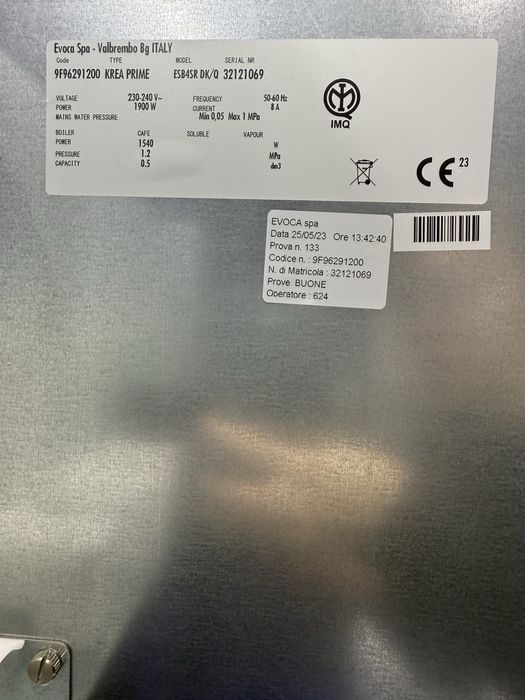 Evoca Spa - Valbrembo Bg ITALY
Code TYPE MODEL SERIAL NR
9F96291200 KREA PRIME ESB4SR DK/Q 32121069
VOLTAGE 230-240 V~ FREQUENCY 50-60 Hz
POWER 1900 W CURRENT 8 A
MAINS WATER PRESSURE Min 0,05 Max 1 MPa
BOILER CAFE SOLUBLE VAPOUR
POWER 1540 W
PRESSURE 1.2 MPa
CAPACITY 0.5 dm3
IMQ
CE 23
EVOCA spa
Data 25/05/23 Ore 13:42:40
Prova n. 133
Codice n. : 9F96291200
N. di Matricola : 32121069
Prove BUONE
Operatore : 624